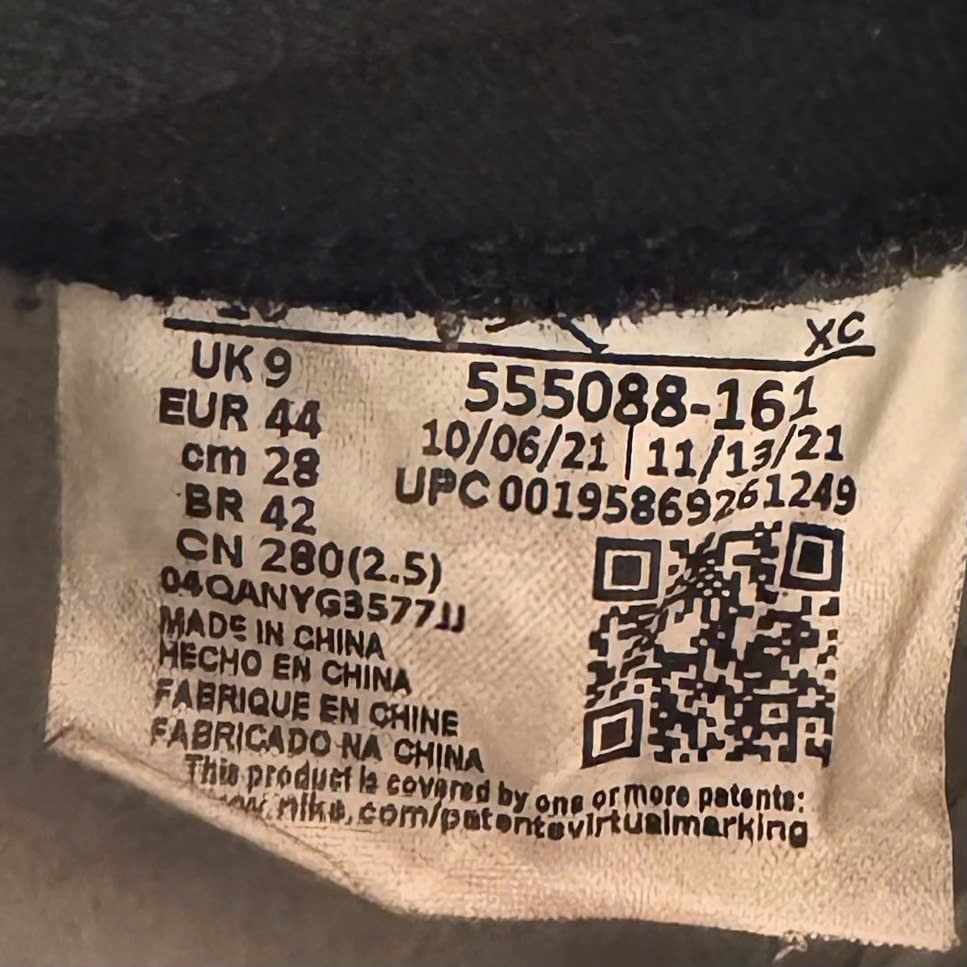 XC
UK 9
EUR 44
cm 28
BR 42
CN 280(2.5)
555088-161
10/06/21 | 11/13/21
UPC 00195869261249
04QANYG3577JJ
MADE IN CHINA
HECHO EN CHINA
FABRIQUE EN CHINE
FABRICADO NA CHINA
This product is covered by one or more patents:
www.nike.com/patentsvirtualmarking